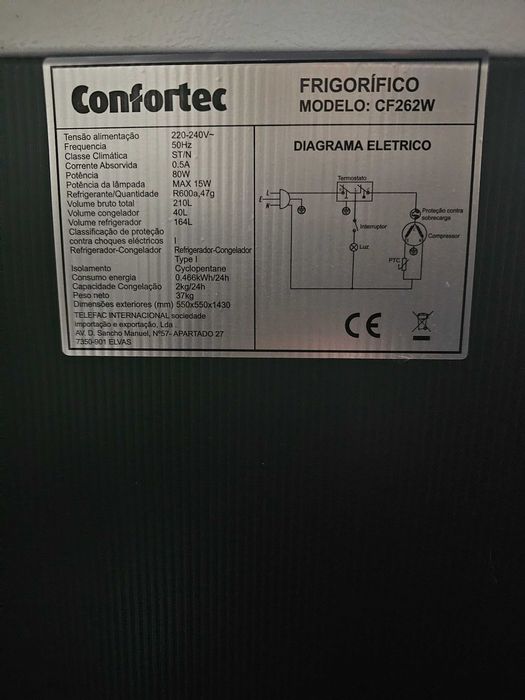 Confortec
FRIGORÍFICO
MODELO: CF262W
Tensão alimentação 220-240V~
Frequencia 50Hz
Classe Climática ST/N
Corrente Absorvida 0.5A
Potência 80W
Potência da lâmpada MAX 15W
Refrigerante/Quantidade R600a,47g
Volume bruto total 210L
Volume congelador 40L
Volume refrigerador 164L
Classificação de proteção
contra choques eléctricos I
Refrigerador-Congelador Refrigerador-Congelador
Type I
Isolamento Cyclopentane
Consumo energia 0.466kWh/24h
Capacidade Congelação 2kg/24h
Peso neto 37kg
Dimensões exteriores (mm) 550x550x1430
TELEFAC INTERNACIONAL sociedade
importação e exportação, Lda
AV. D. Sancho Manuel, Nº57- APARTADO 27
7350-901 ELVAS
DIAGRAMA ELETRICO
Termostato
L
E
N
Interruptor
Luz
Proteção contra
sobrecarga
Compressor
PTC
CE